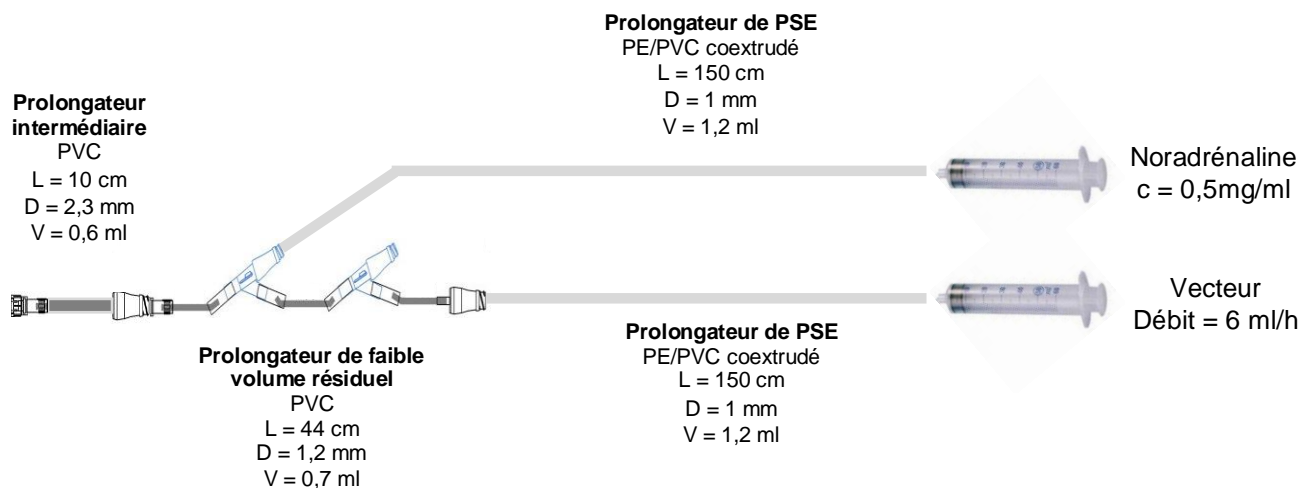 Prolongateur de PSE
PE/PVC coextrudé
L = 150 cm
D = 1 mm
V = 1,2 ml
Prolongateur
intermédiaire
PVC
L = 10 cm
D = 2,3 mm
V = 0,6 ml
Noradrénaline
c = 0,5mg/ml
Vecteur
Débit = 6 ml/h
Prolongateur de faible
volume résiduel
PVC
L = 44 cm
D = 1,2 mm
V = 0,7 ml
Prolongateur de PSE
PE/PVC coextrudé
L = 150 cm
D = 1 mm
V = 1,2 ml